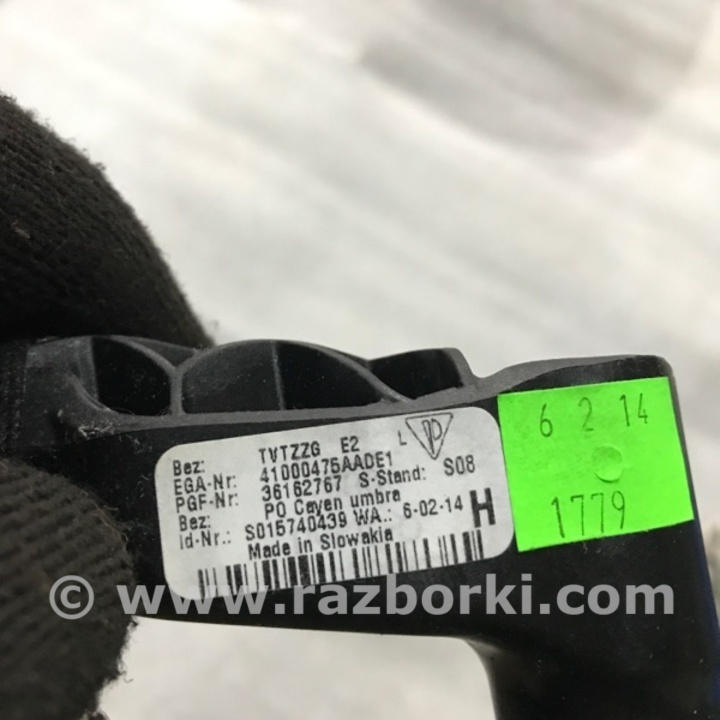 Bez: TVTZZG E2 L
EGA-Nr: 41000475AADE1
PGF-Nr: 36162767 S-Stand: S08
Bez: PO Cayen umbra
Id-Nr.: S015740439 WA.: 6-02-14 H
Made in Slowakia
6 2 14
1779
© www.razborki.com